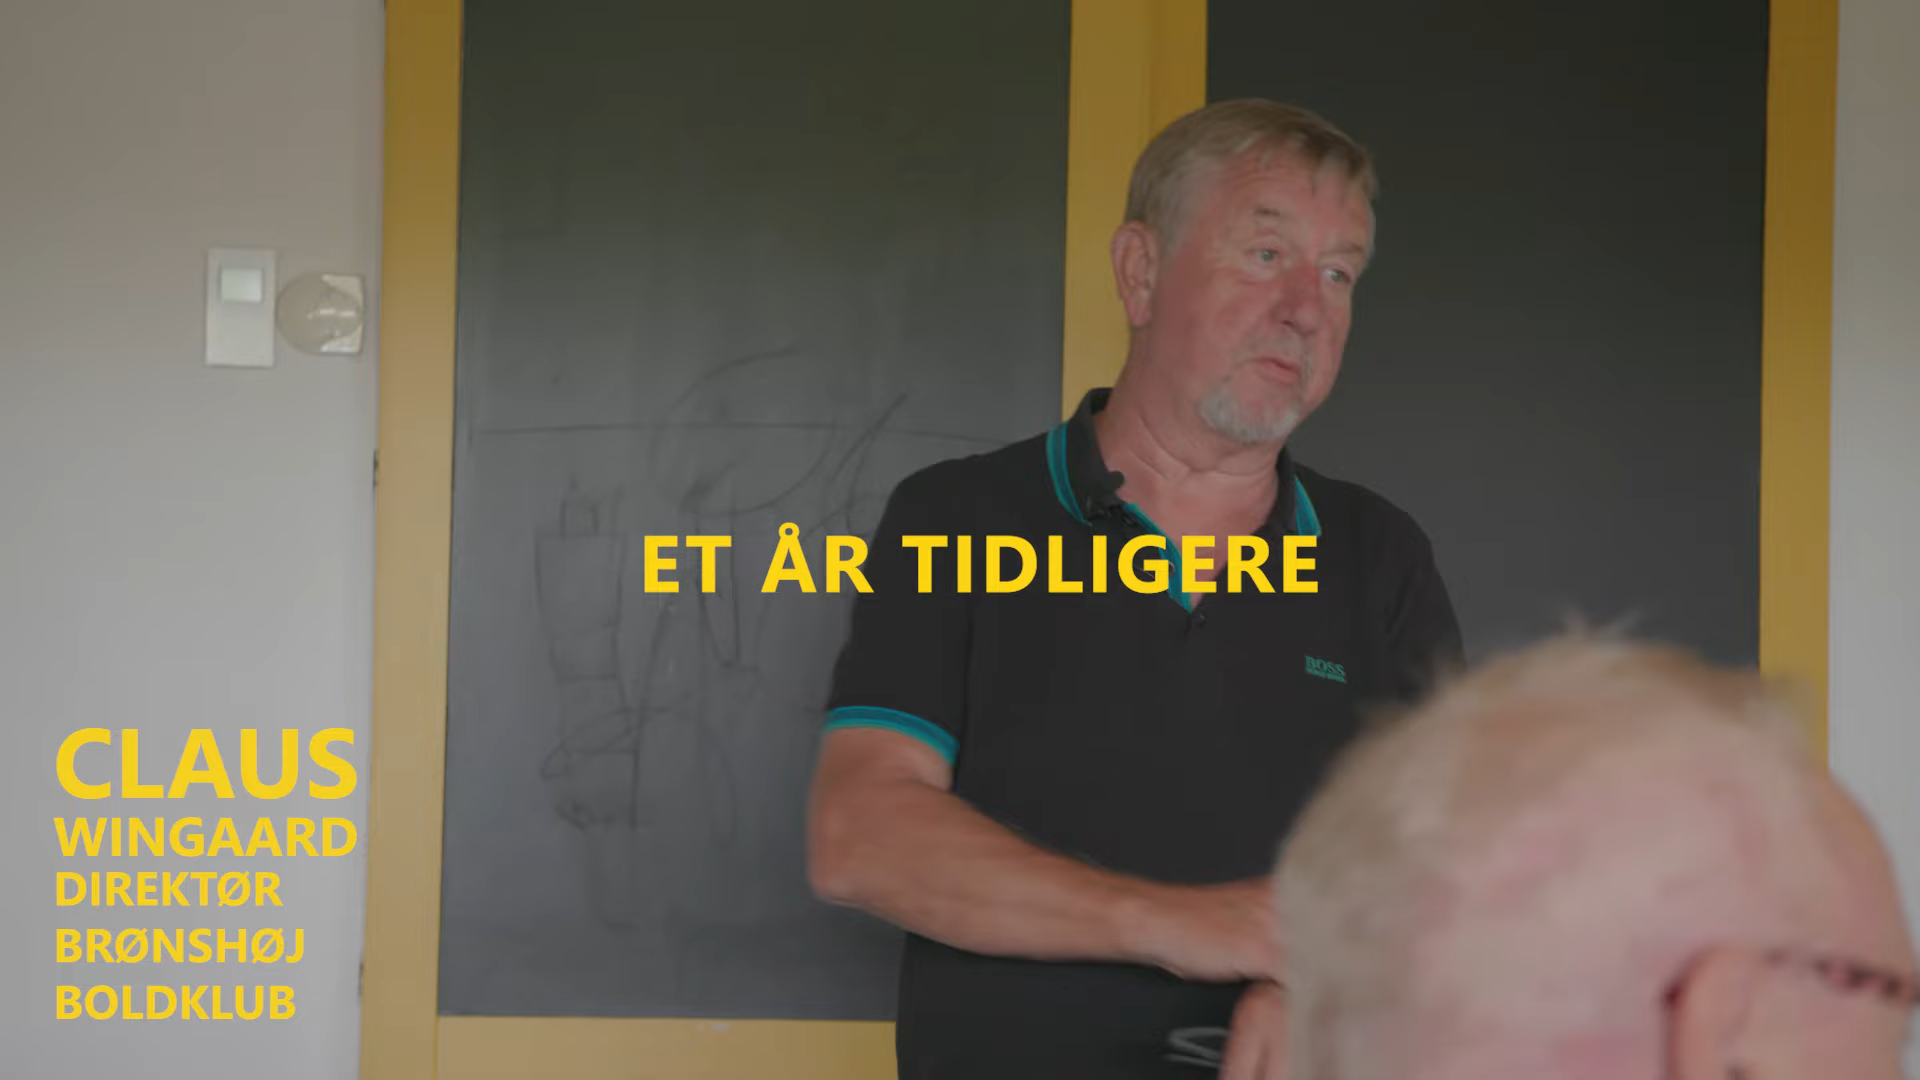 BOSS
ET ÅR TIDLIGERE
CLAUS
WINGAARD
DIREKTØR
BRØNSHØJ
BOLDKLUB